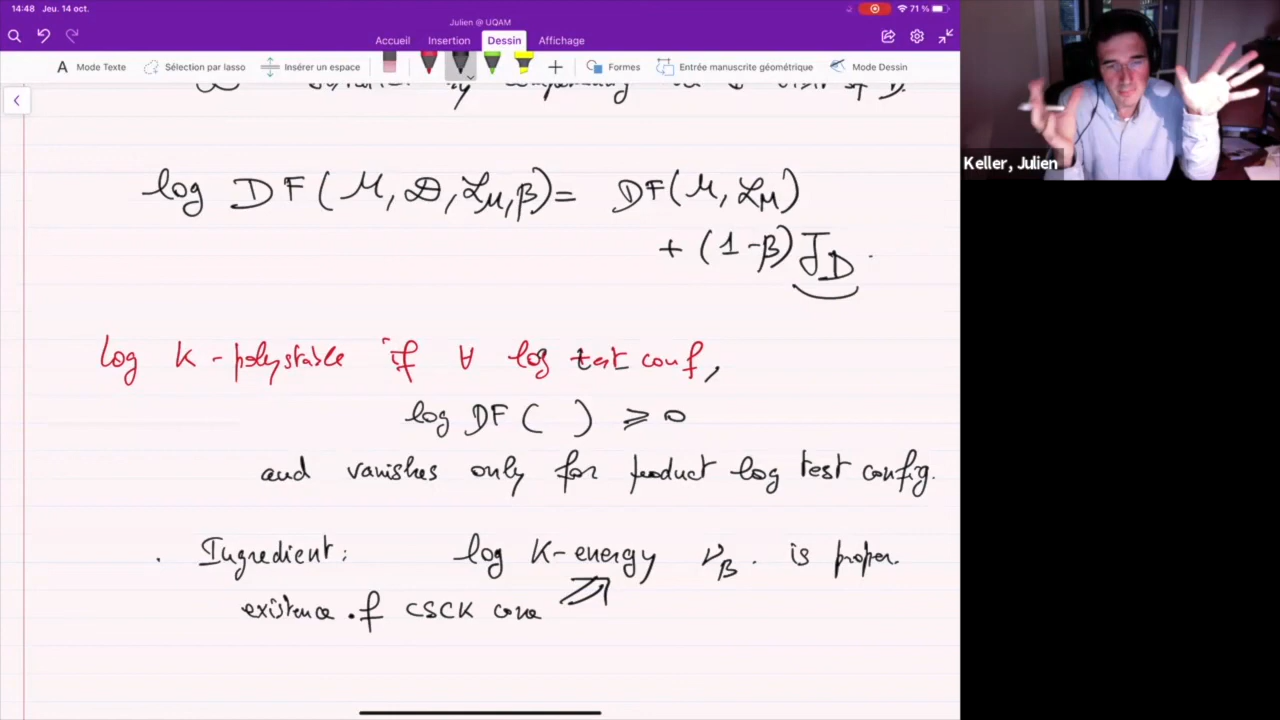 14:48 Jeu. 14 oct.
71 %
Julien @ UQAM
Accueil Insertion Dessin Affichage
Mode Texte Sélection par lasso Insérer un espace Formes Entrée manuscrite géométrique Mode Dessin
Keller, Julien
log DF(M, D, L_M, β) = DF(M, L_M)
+ (1-β) J_D .
log K-polystable if ∀ log test conf,
log DF( ) ⩾ 0
and vanishes only for product log test config.
. Ingredient: log K-energy ν_β . is proper.
existence of CSCK cone ⇗